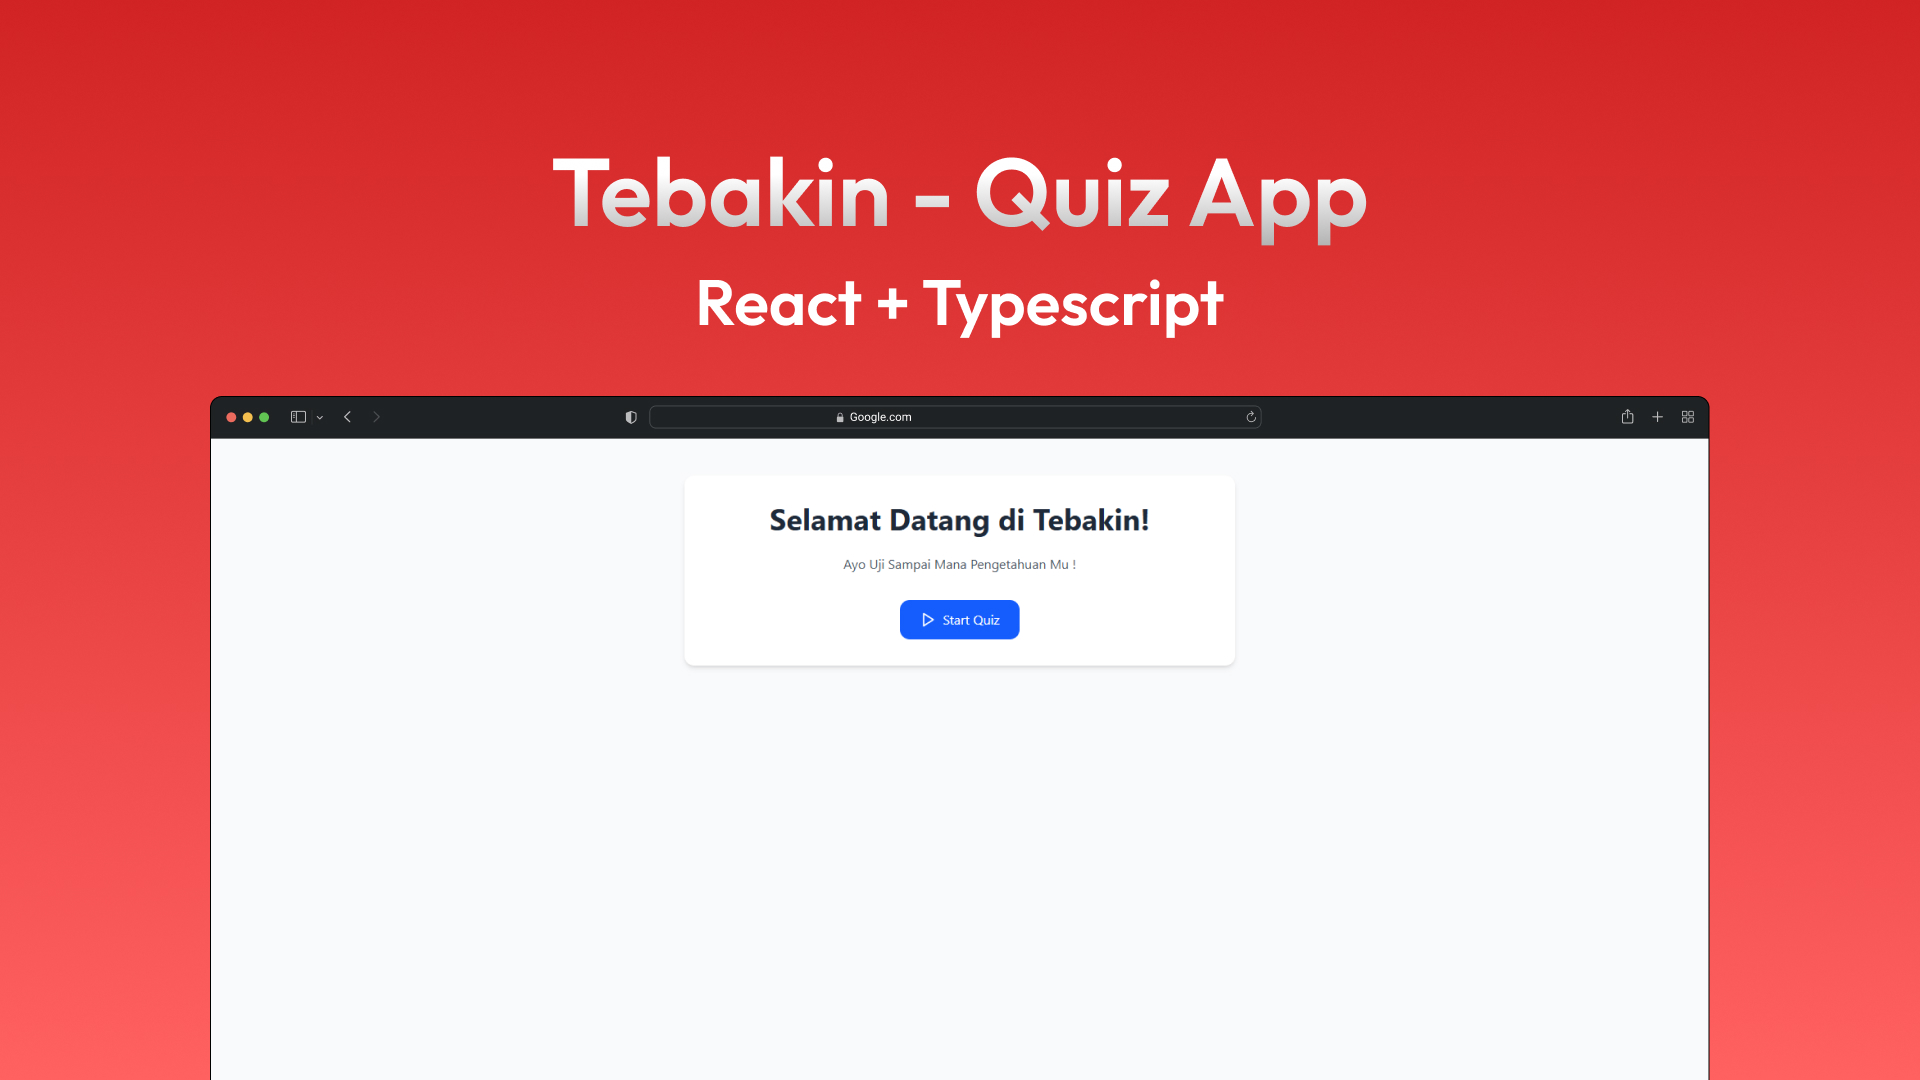 Tebakin - Quiz App
React + Typescript
Google.com
Selamat Datang di Tebakin!
Ayo Uji Sampai Mana Pengetahuan Mu !
Start Quiz